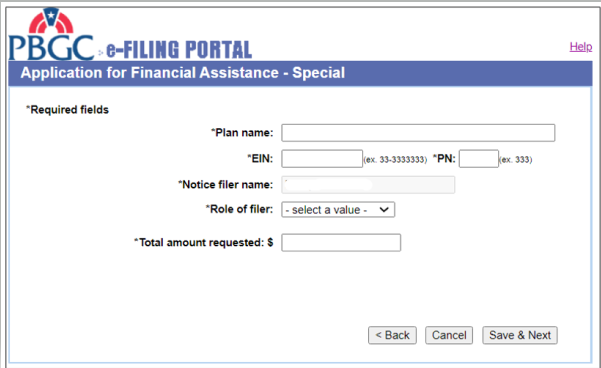 PBGC e-FILING PORTAL
Help
Application for Financial Assistance - Special
*Required fields
*Plan name:
*EIN: (ex. 33-3333333) *PN: (ex. 333)
*Notice filer name:
*Role of filer: - select a value -
*Total amount requested: $
< Back Cancel Save & Next